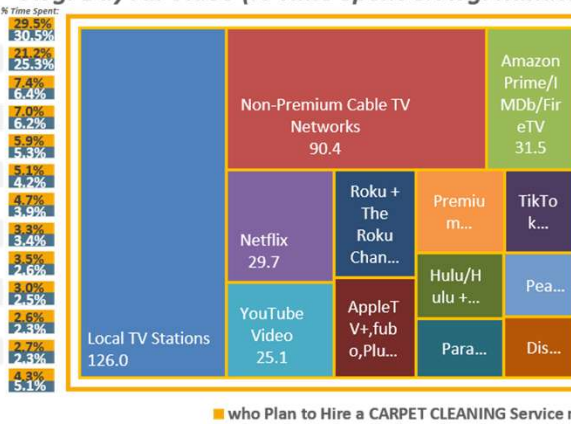 % Time Spent:
29.5%
30.5%
21.2%
25.3%
7.4%
6.4%
7.0%
6.2%
5.9%
5.3%
5.1%
4.2%
4.7%
3.9%
3.3%
3.4%
3.5%
2.6%
3.0%
2.5%
2.6%
2.3%
2.7%
2.3%
4.3%
5.1%
Local TV Stations
126.0
Non-Premium Cable TV
Networks
90.4
Amazon
Prime/I
MDb/Fir
eTV
31.5
Netflix
29.7
YouTube
Video
25.1
Roku +
The
Roku
Chan...
AppleT
V+,fub
o,Plu...
Premiu
m...
Hulu/H
ulu +...
Para...
TikTo
k...
Pea...
Dis...
who Plan to Hire a CARPET CLEANING Service